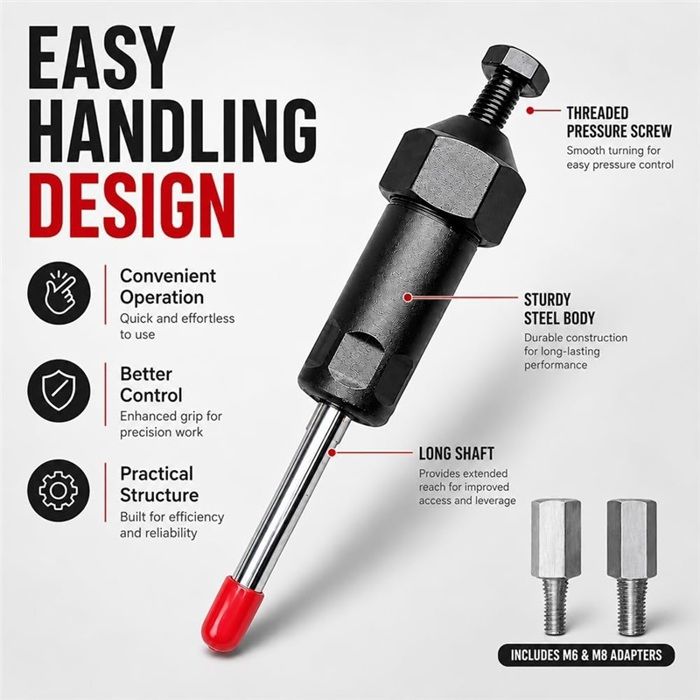 EASY
HANDLING
DESIGN
Convenient
Operation
Quick and effortless
to use
Better
Control
Enhanced grip for
precision work
Practical
Structure
Built for efficiency
and reliability
THREADED
PRESSURE SCREW
Smooth turning for
easy pressure control
STURDY
STEEL BODY
Durable construction
for long-lasting
performance
LONG SHAFT
Provides extended
reach for improved
access and leverage
INCLUDES M6 & M8 ADAPTERS